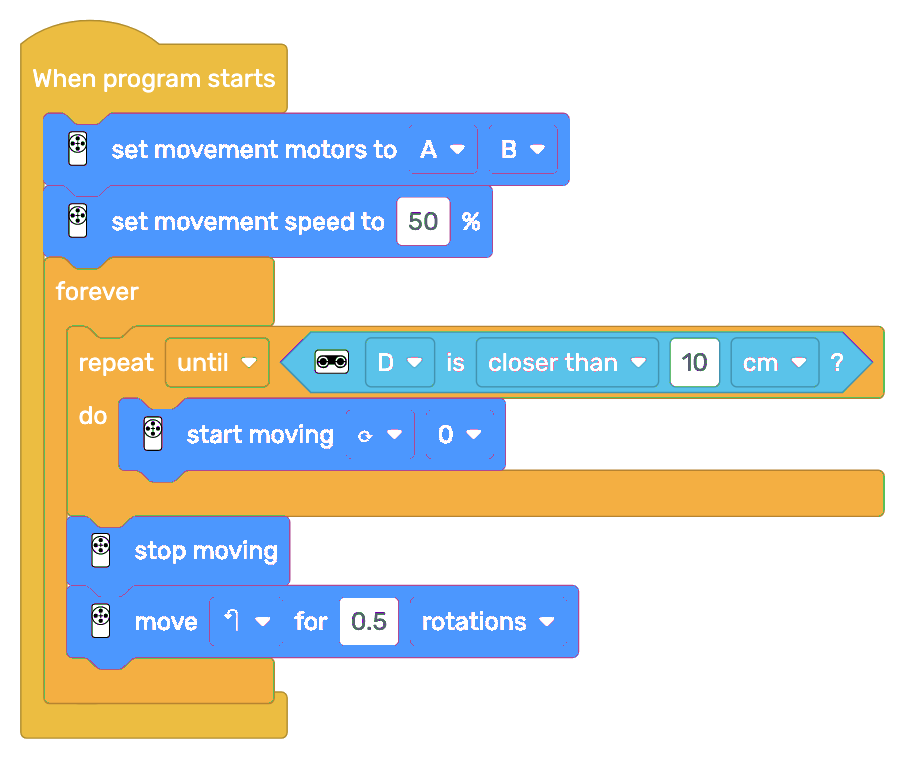 When program starts
set movement motors to A B
set movement speed to 50 %
forever
repeat until D is closer than 10 cm ?
do start moving 0
stop moving
move for 0.5 rotations